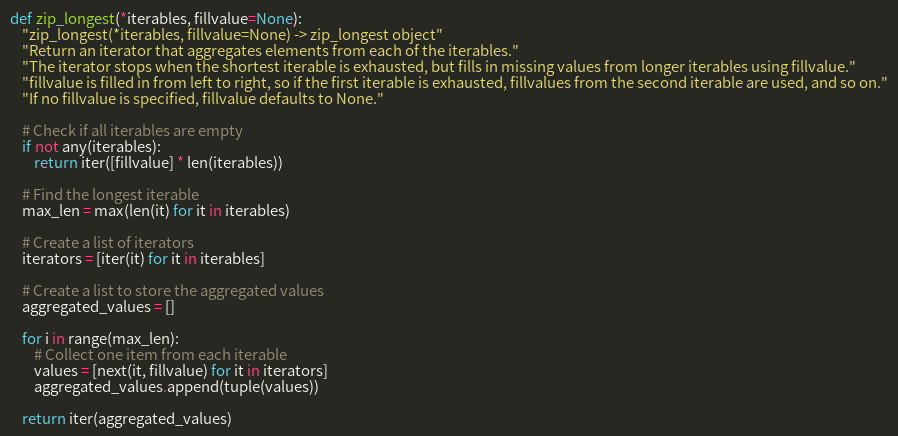 def zip_longest(*iterables, fillvalue=None):
    "zip_longest(*iterables, fillvalue=None) -> zip_longest object"
    "Return an iterator that aggregates elements from each of the iterables."
    "The iterator stops when the shortest iterable is exhausted, but fills in missing values from longer iterables using fillvalue."
    "fillvalue is filled in from left to right, so if the first iterable is exhausted, fillvalues from the second iterable are used, and so on."
    "If no fillvalue is specified, fillvalue defaults to None."

    # Check if all iterables are empty
    if not any(iterables):
        return iter([fillvalue] * len(iterables))

    # Find the longest iterable
    max_len = max(len(it) for it in iterables)

    # Create a list of iterators
    iterators = [iter(it) for it in iterables]

    # Create a list to store the aggregated values
    aggregated_values = []

    for i in range(max_len):
        # Collect one item from each iterable
        values = [next(it, fillvalue) for it in iterators]
        aggregated_values.append(tuple(values))

    return iter(aggregated_values)